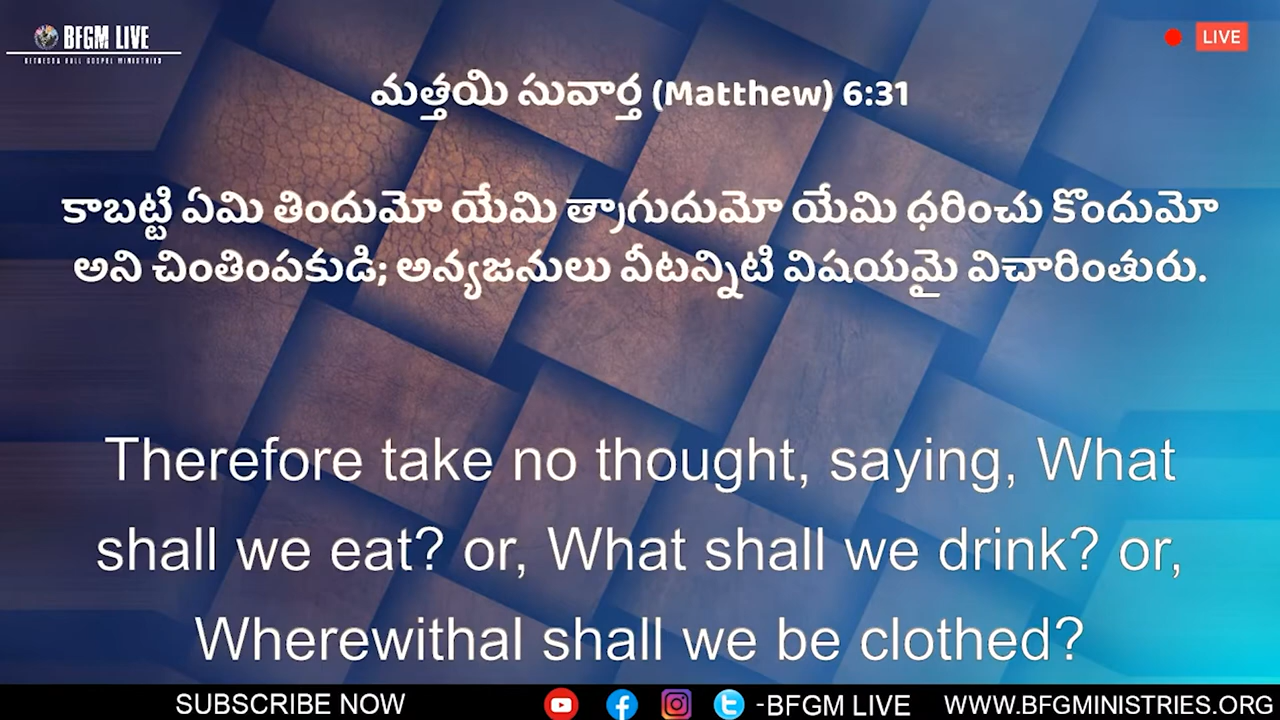 BFGM LIVE
LIVE
మత్తయి సువార్త (Matthew) 6:31
కాబట్టి ఏమి తిందుమో యేమి త్రాగుదుమో యేమి ధరించు కొందుమో
అని చింతింపకుడి; అన్యజనులు వీటన్నిటి విషయమై విచారింతురు.
Therefore take no thought, saying, What
shall we eat? or, What shall we drink? or,
Wherewithal shall we be clothed?
SUBSCRIBE NOW -BFGM LIVE WWW.BFGMINISTRIES.ORG